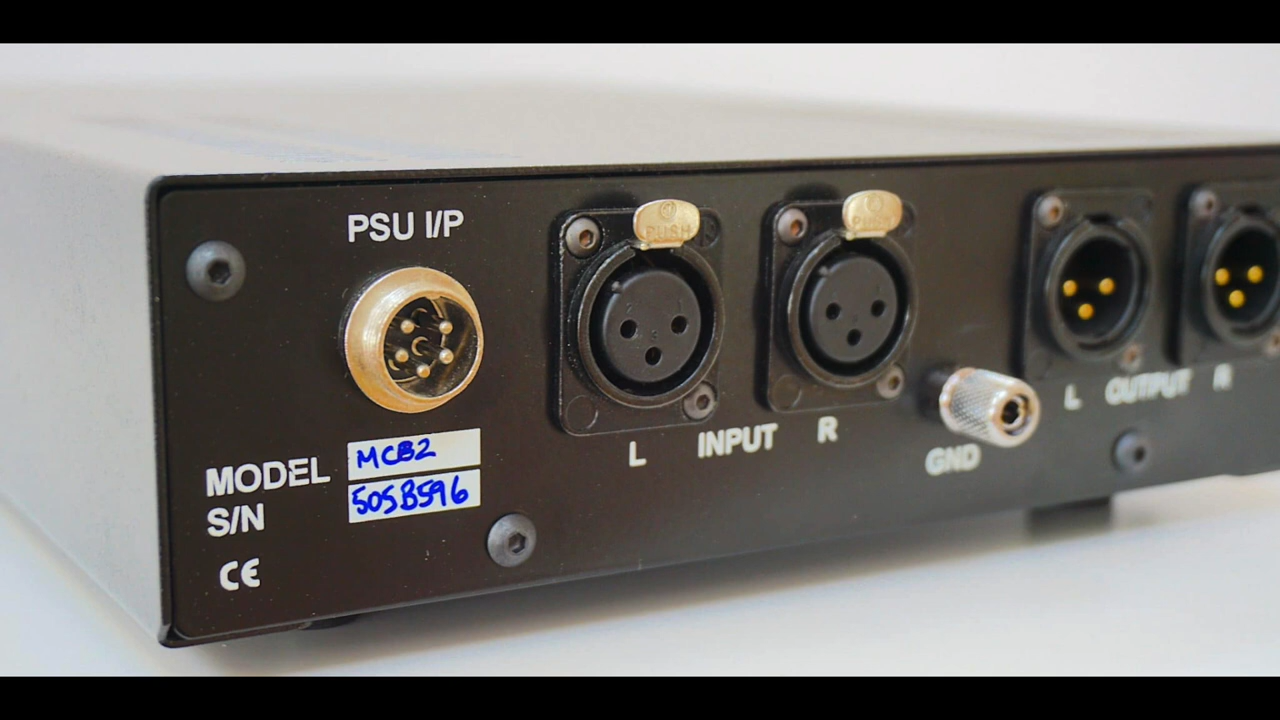 PSU I/P
PUSH
PUSH
L INPUT R
GND
L OUTPUT R
MODEL MCB2
S/N 505B596
CE